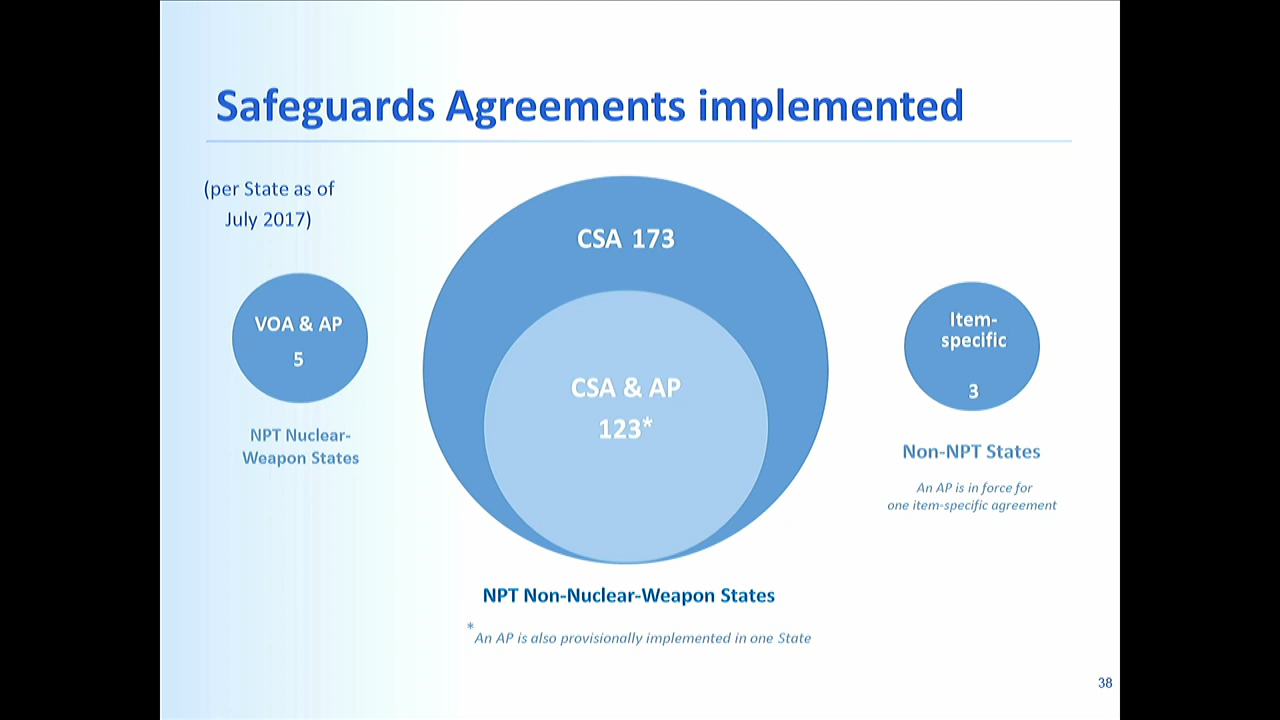 Safeguards Agreements implemented
(per State as of
July 2017)
VOA & AP
5
NPT Nuclear-
Weapon States
CSA 173
CSA & AP
123*
NPT Non-Nuclear-Weapon States
*An AP is also provisionally implemented in one State
Item-
specific
3
Non-NPT States
An AP is in force for
one item-specific agreement
38